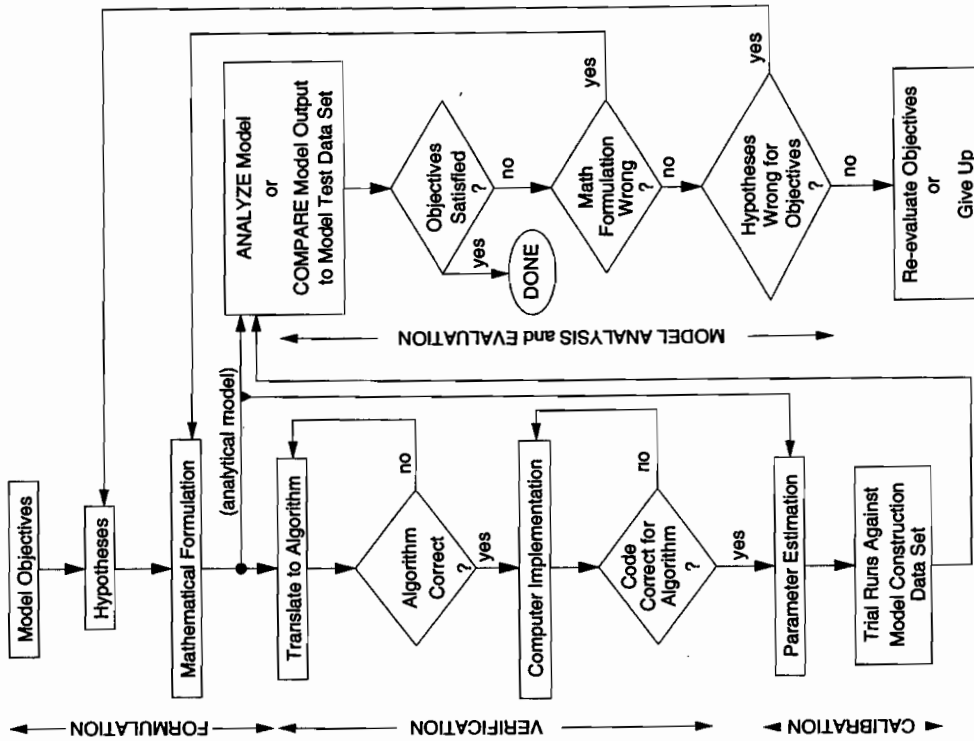 FORMULATION
VERIFICATION
CALIBRATION
Model Objectives
Hypotheses
Mathematical Formulation
(analytical model)
Translate to Algorithm
Algorithm
Correct
?
no
yes
Computer Implementation
Code
Correct for
Algorithm
?
no
yes
Parameter Estimation
Trial Runs Against
Model Construction
Data Set
MODEL ANALYSIS and EVALUATION
ANALYZE Model
or
COMPARE Model Output
to Model Test Data Set
Objectives
Satisfied
?
yes
no
DONE
Math
Formulation
Wrong
?
yes
no
Hypotheses
Wrong for
Objectives
?
yes
no
Re-evaluate Objectives
or
Give Up